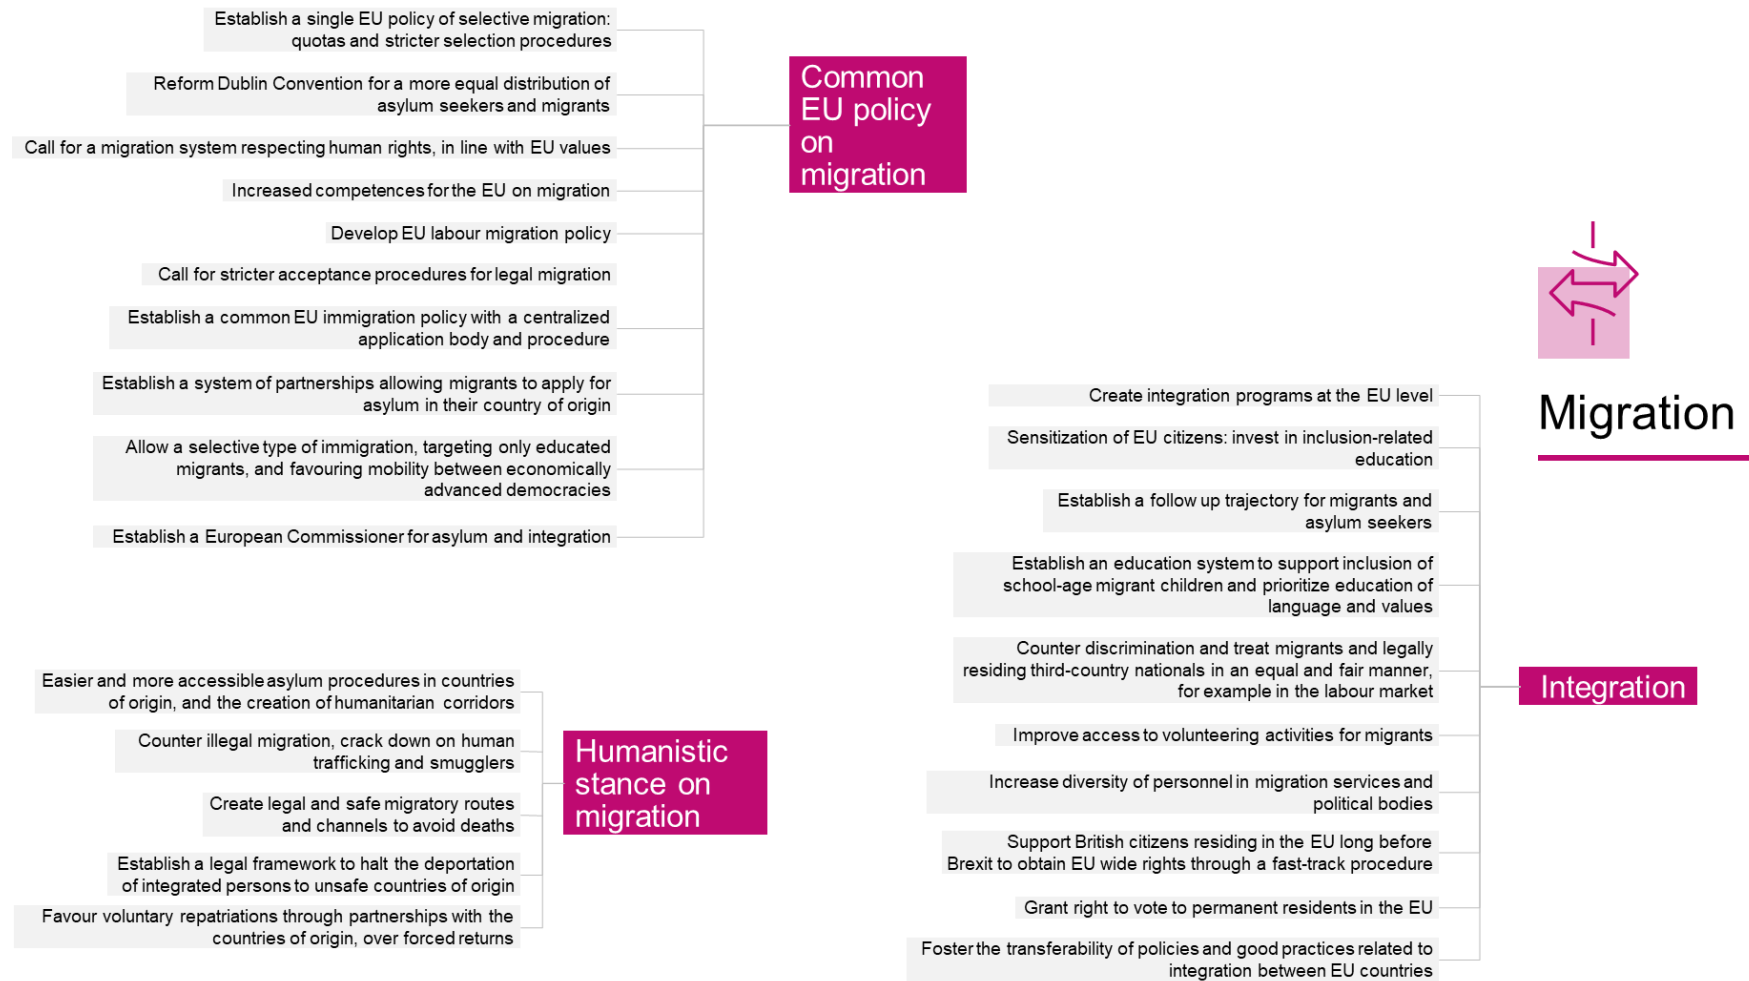 Establish a single EU policy of selective migration:
quotas and stricter selection procedures
Reform Dublin Convention for a more equal distribution of
asylum seekers and migrants
Call for a migration system respecting human rights, in line with EU values
Increased competences for the EU on migration
Develop EU labour migration policy
Call for stricter acceptance procedures for legal migration
Establish a common EU immigration policy with a centralized
application body and procedure
Establish a system of partnerships allowing migrants to apply for
asylum in their country of origin
Allow a selective type of immigration, targeting only educated
migrants, and favouring mobility between economically
advanced democracies
Establish a European Commissioner for asylum and integration
Common
EU policy
on
migration
Easier and more accessible asylum procedures in countries
of origin, and the creation of humanitarian corridors
Counter illegal migration, crack down on human
trafficking and smugglers
Create legal and safe migratory routes
and channels to avoid deaths
Establish a legal framework to halt the deportation
of integrated persons to unsafe countries of origin
Favour voluntary repatriations through partnerships with the
countries of origin, over forced returns
Humanistic
stance on
migration
Migration
Create integration programs at the EU level
Sensitization of EU citizens: invest in inclusion-related
education
Establish a follow up trajectory for migrants and
asylum seekers
Establish an education system to support inclusion of
school-age migrant children and prioritize education of
language and values
Counter discrimination and treat migrants and legally
residing third-country nationals in an equal and fair manner,
for example in the labour market
Improve access to volunteering activities for migrants
Increase diversity of personnel in migration services and
political bodies
Support British citizens residing in the EU long before
Brexit to obtain EU wide rights through a fast-track procedure
Grant right to vote to permanent residents in the EU
Foster the transferability of policies and good practices related to
integration between EU countries
Integration